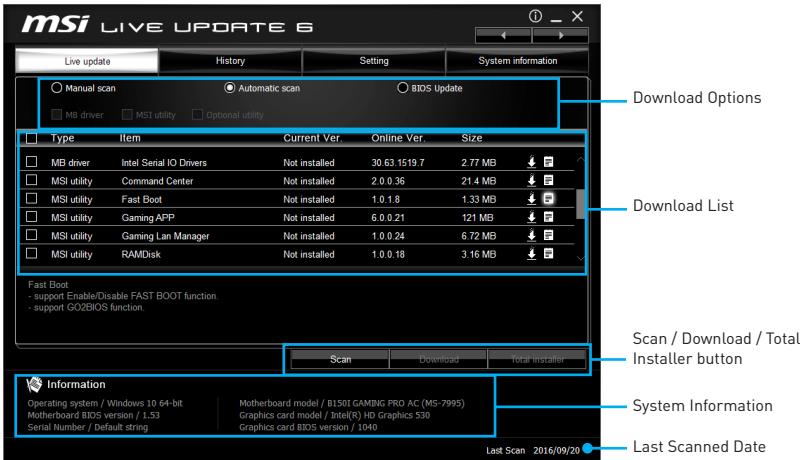 msi LIVE UPDATE 6
Live update History Setting System information
Manual scan Automatic scan BIOS Update
MB driver MSI utility Optional utility
Download Options
Type Item Current Ver. Online Ver. Size
MB driver Intel Serial IO Drivers Not installed 30.63.1519.7 2.77 MB
MSI utility Command Center Not installed 2.0.0.36 21.4 MB
MSI utility Fast Boot Not installed 1.0.1.8 1.33 MB
MSI utility Gaming APP Not installed 6.0.0.21 121 MB
MSI utility Gaming Lan Manager Not installed 1.0.0.24 6.72 MB
MSI utility RAMDisk Not installed 1.0.0.18 3.16 MB
Download List
Fast Boot
- support Enable/Disable FAST BOOT function.
- support GO2BIOS function.
Scan Download Total Installer
Scan / Download / Total
Installer button
Information
Operating system / Windows 10 64-bit
Motherboard BIOS version / 1.53
Serial Number / Default string
Motherboard model / B150I GAMING PRO AC (MS-7995)
Graphics card model / Intel(R) HD Graphics 530
Graphics card BIOS version / 1040
System Information
Last Scan 2016/09/20
Last Scanned Date